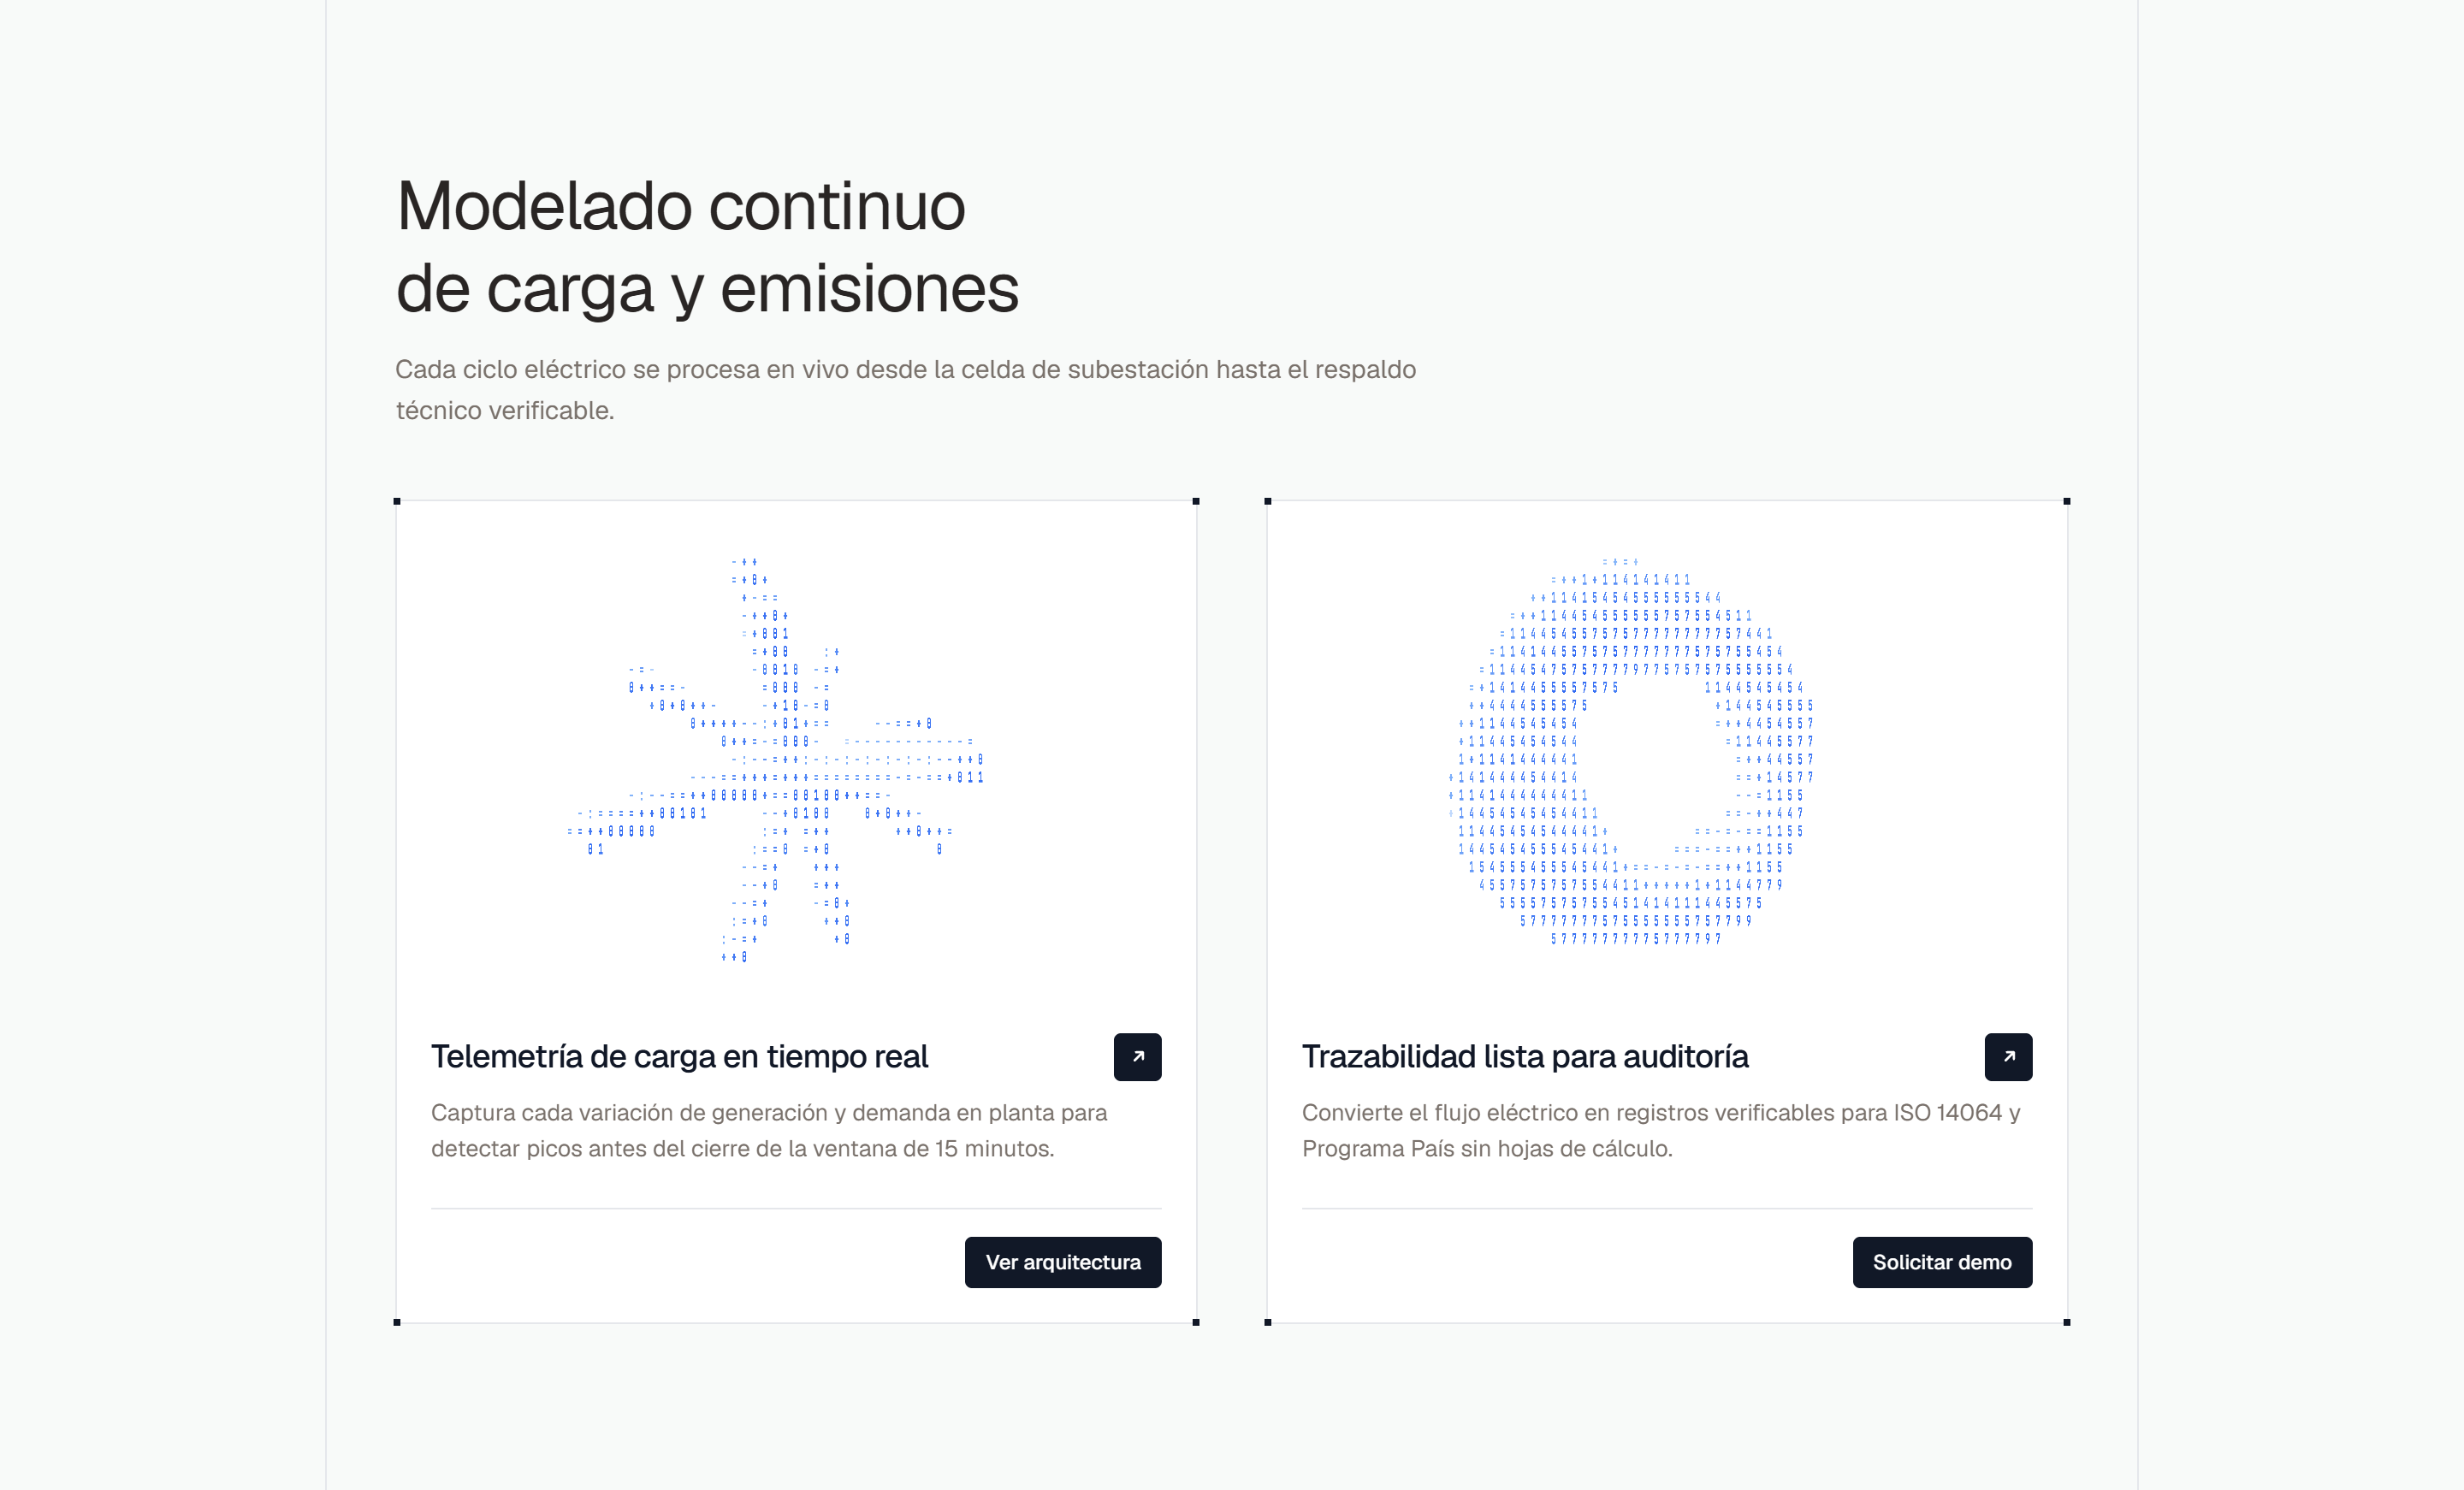 Modelado continuo
de carga y emisiones
Cada ciclo eléctrico se procesa en vivo desde la celda de subestación hasta el respaldo
técnico verificable.
Telemetría de carga en tiempo real
Captura cada variación de generación y demanda en planta para
detectar picos antes del cierre de la ventana de 15 minutos.
Ver arquitectura
Trazabilidad lista para auditoría
Convierte el flujo eléctrico en registros verificables para ISO 14064 y
Programa País sin hojas de cálculo.
Solicitar demo